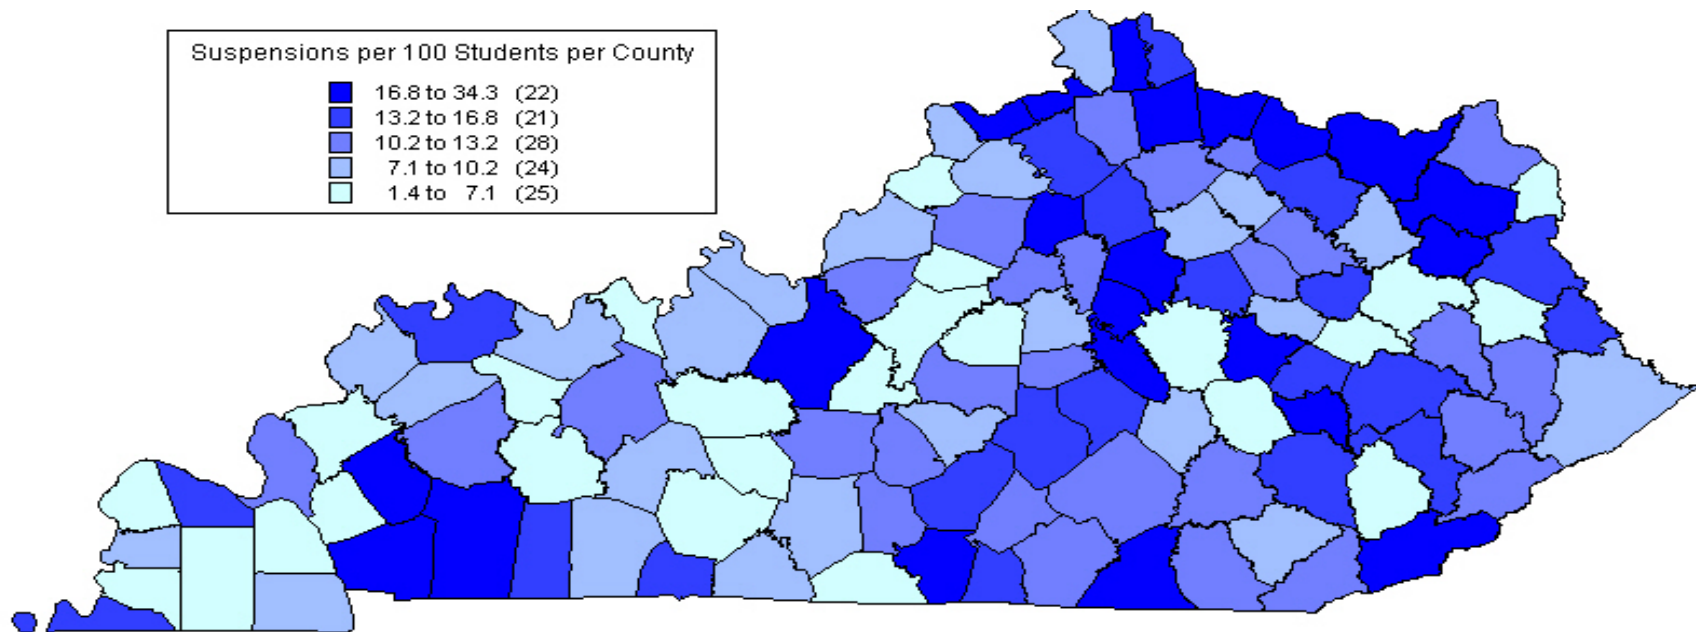 Suspensions per 100 Students per County
16.8 to 34.3 (22)
13.2 to 16.8 (21)
10.2 to 13.2 (28)
7.1 to 10.2 (24)
1.4 to 7.1 (25)